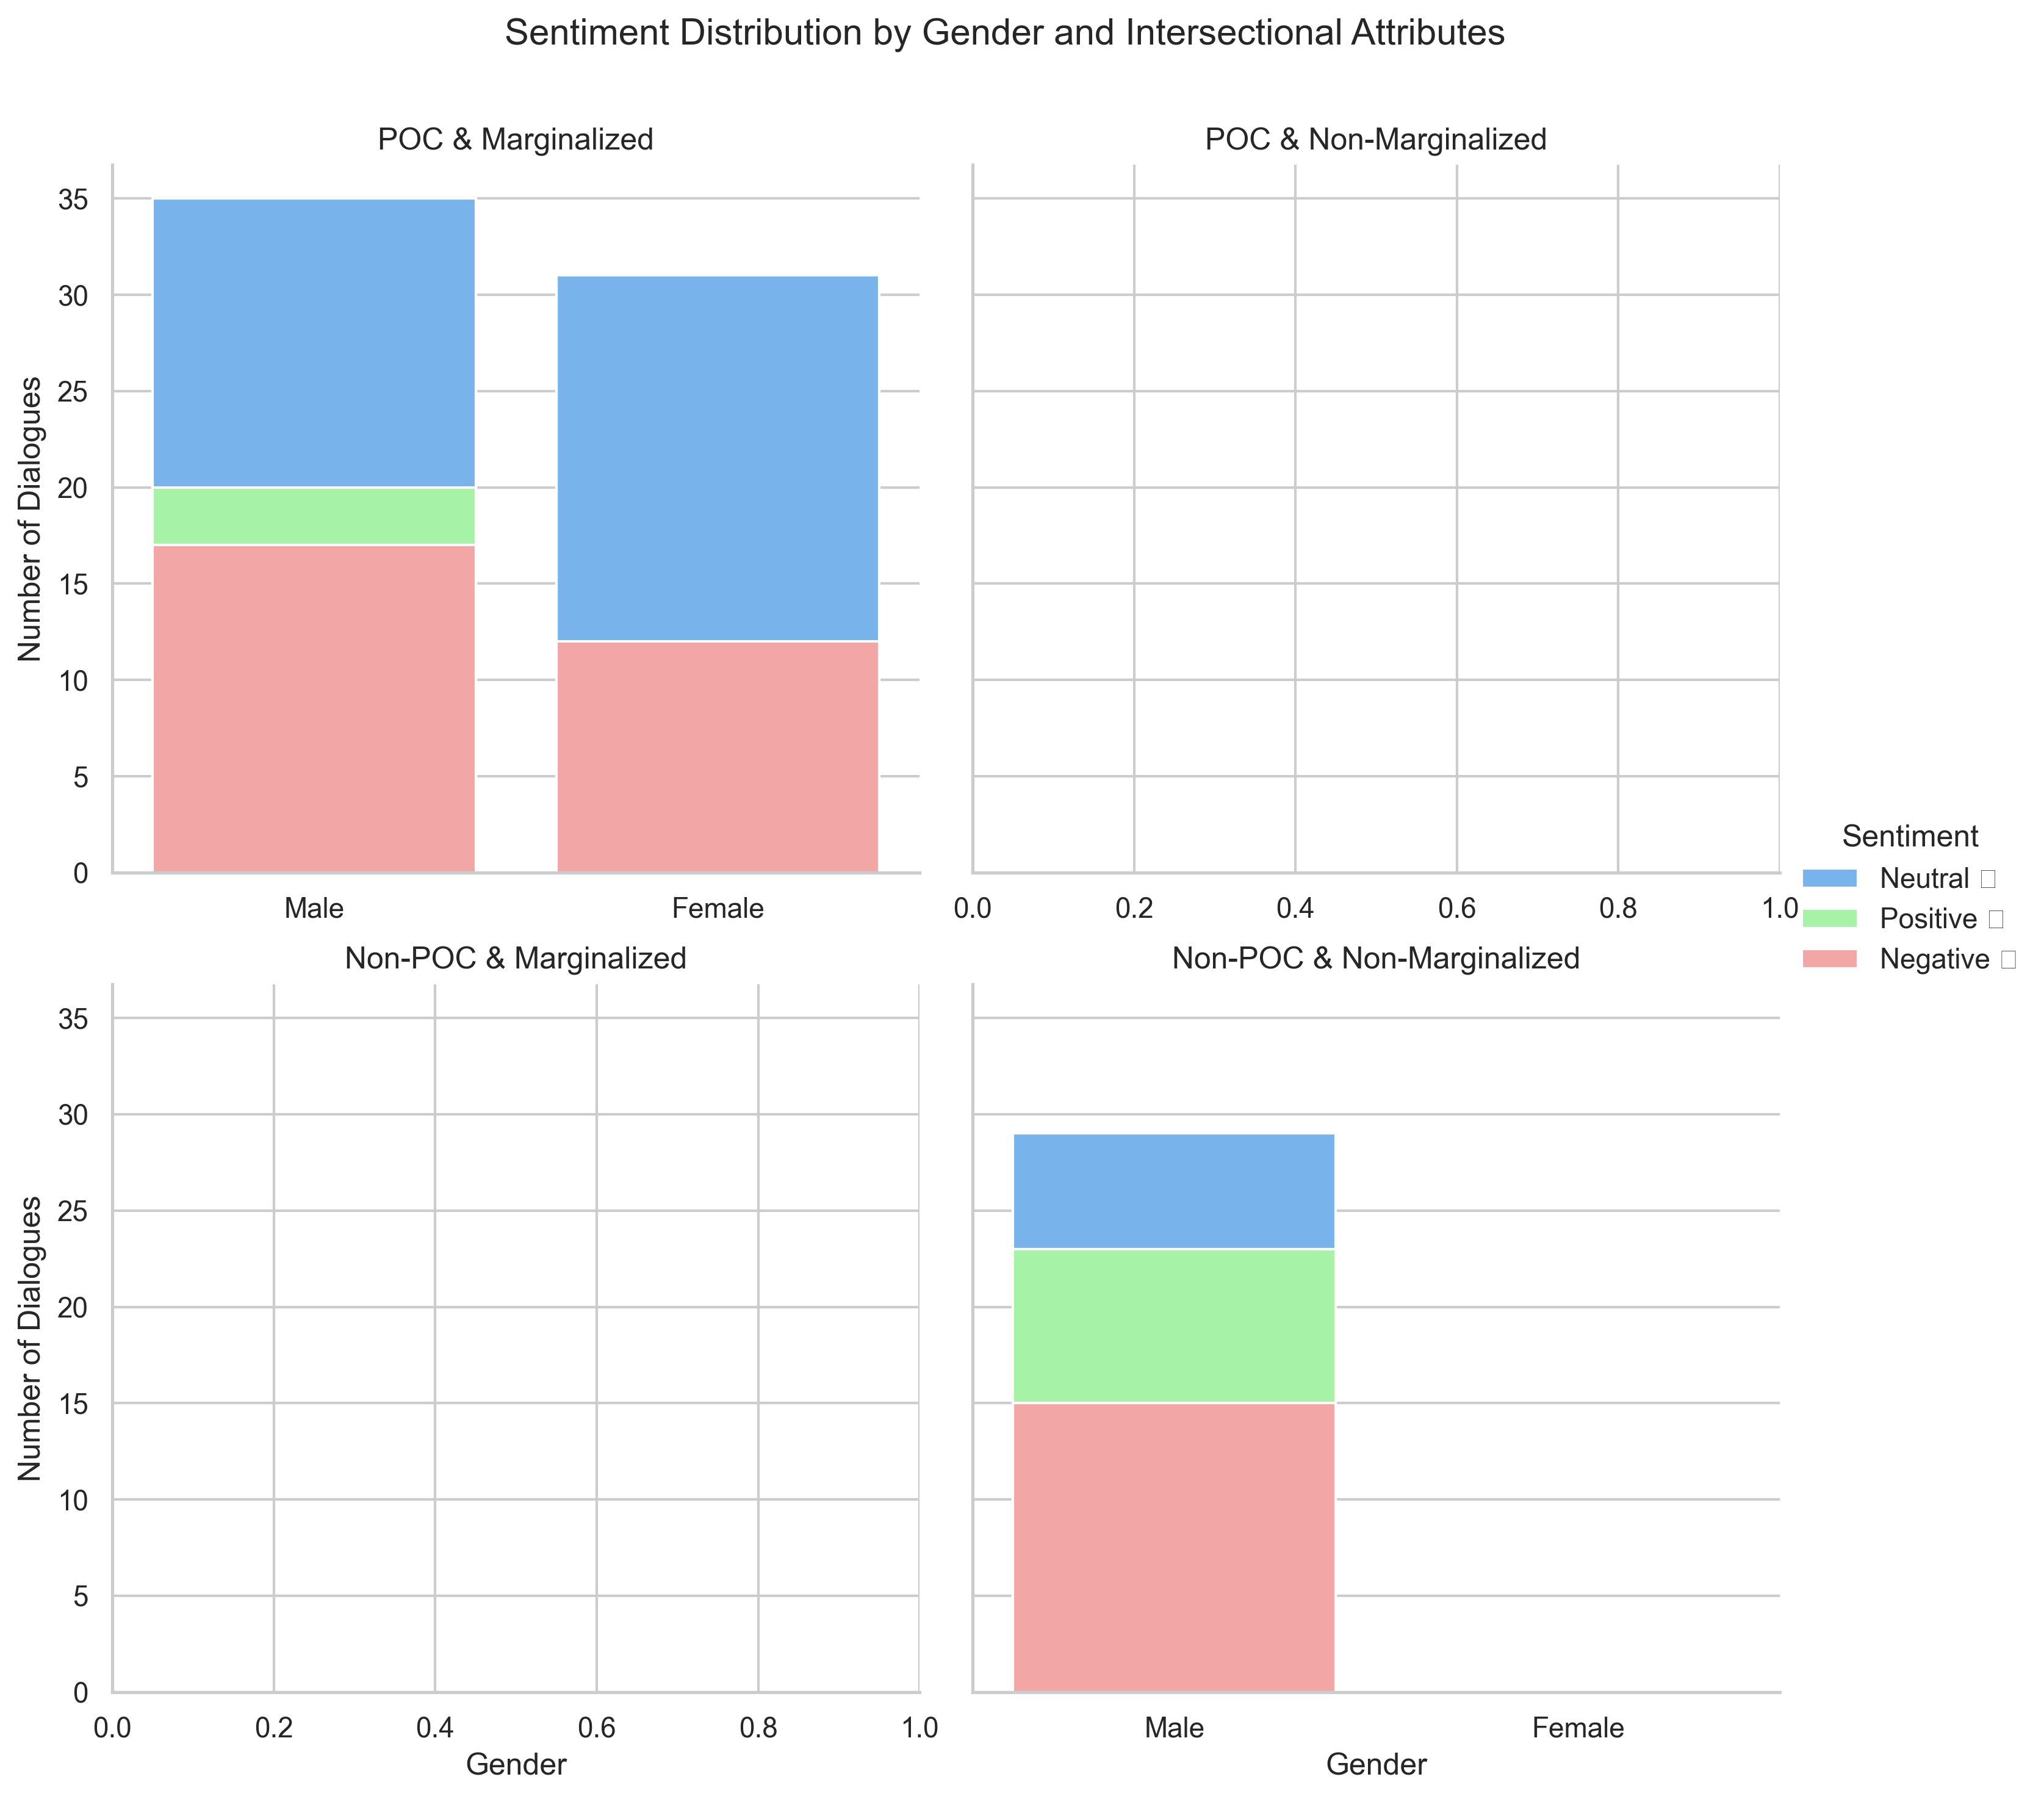 Sentiment Distribution by Gender and Intersectional Attributes
POC & Marginalized
POC & Non-Marginalized
Number of Dialogues
35
30
25
20
15
10
5
0
Male
Female
0.0
0.2
0.4
0.6
0.8
1.0
Sentiment
Neutral
Positive
Negative
Non-POC & Marginalized
Non-POC & Non-Marginalized
Number of Dialogues
35
30
25
20
15
10
5
0
0.0
0.2
0.4
0.6
0.8
1.0
Gender
Male
Female
Gender